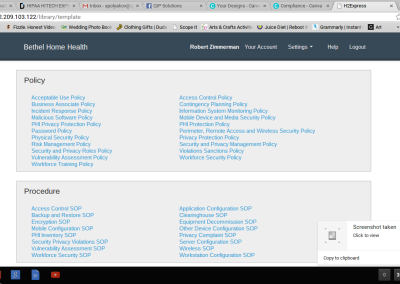 HIPAA HITECH EXP
Inbox - apolyakov@
GIP Solutions
Your Designs - Canva
Compliance - Canva
H2Express
2.209.103.122/library/template
Fizzle. Honest Video
Wedding Photo Book
Clothing Gifts | Dudc
Scope It
Arts & Crafts Activiti
Juice Diet | Reboot
Grammarly | Instant
Art
Bethel Home Health
Robert Zimmerman Your Account Settings Help Logout
Policy
Acceptable Use Policy
Business Associate Policy
Incident Response Policy
Malicious Software Policy
PHI Privacy Protection Policy
Password Policy
Physical Security Policy
Risk Management Policy
Security and Privacy Roles Policy
Vulnerability Assessment Policy
Workforce Training Policy
Access Control Policy
Contingency Planning Policy
Information System Monitoring Policy
Mobile Device and Media Security Policy
PHI Protection Policy
Perimeter, Remote Access and Wireless Security Policy
Privacy Protection Policy
Security and Privacy Management Policy
Violations Sanctions Policy
Workforce Security Policy
Procedure
Access Control SOP
Backup and Restore SOP
Encryption SOP
Mobile Configuration SOP
PHI Inventory SOP
Security Privacy Violations SOP
Vulnerability Assessment SOP
Workforce Security SOP
Application Configuration SOP
Clearinghouse SOP
Equipment Decommission SOP
Other Device Configuration SOP
Privacy Complaint SOP
Server Configuration SOP
Wireless SOP
Workstation Configuration SOP
Screenshot taken
Click to view
Copy to clipboard